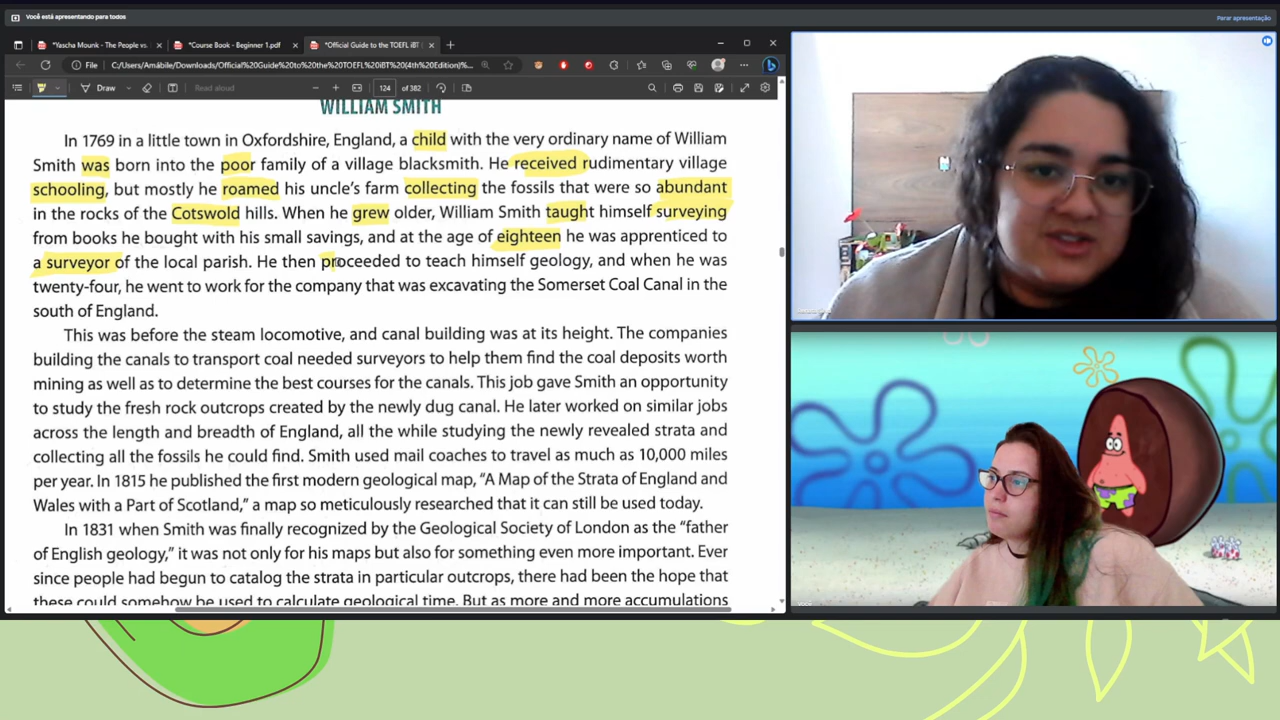 Você está apresentando para todos
Parar apresentação
*Yascha Mounk - The People vs.
*Course Book - Beginner 1.pdf
*Official Guide to the TOEFL iBT
File
C:/Users/Amábile/Downloads/Official%20Guide%20to%20the%20TOEFL%20iBT%20(4th%20Edition)%...
Draw
Read aloud
124
of 382
WILLIAM SMITH
In 1769 in a little town in Oxfordshire, England, a child with the very ordinary name of William
Smith was born into the poor family of a village blacksmith. He received rudimentary village
schooling, but mostly he roamed his uncle's farm collecting the fossils that were so abundant
in the rocks of the Cotswold hills. When he grew older, William Smith taught himself surveying
from books he bought with his small savings, and at the age of eighteen he was apprenticed to
a surveyor of the local parish. He then proceeded to teach himself geology, and when he was
twenty-four, he went to work for the company that was excavating the Somerset Coal Canal in the
south of England.
This was before the steam locomotive, and canal building was at its height. The companies
building the canals to transport coal needed surveyors to help them find the coal deposits worth
mining as well as to determine the best courses for the canals. This job gave Smith an opportunity
to study the fresh rock outcrops created by the newly dug canal. He later worked on similar jobs
across the length and breadth of England, all the while studying the newly revealed strata and
collecting all the fossils he could find. Smith used mail coaches to travel as much as 10,000 miles
per year. In 1815 he published the first modern geological map, “A Map of the Strata of England and
Wales with a Part of Scotland,” a map so meticulously researched that it can still be used today.
In 1831 when Smith was finally recognized by the Geological Society of London as the “father
of English geology,” it was not only for his maps but also for something even more important. Ever
since people had begun to catalog the strata in particular outcrops, there had been the hope that
these could somehow be used to calculate geological time. But as more and more accumulations